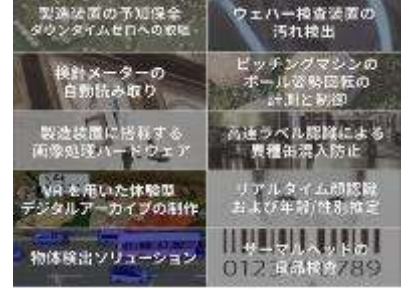 製造装置の予知保全
ダウンタイムゼロへの取組
ウェハー検査装置の
汚れ検出
検針メーターの
自動読み取り
ピッチングマシンの
ボール姿勢回転の
計測と制御
製造装置に搭載する
画像処理ハードウェア
高速ラベル認識による
異種缶混入防止
VRを用いた体験型
デジタルアーカイブの制作
リアルタイム顔認識
および年齢/性別推定
物体検出ソリューション
サーマルヘッドの
良品検査
012
789